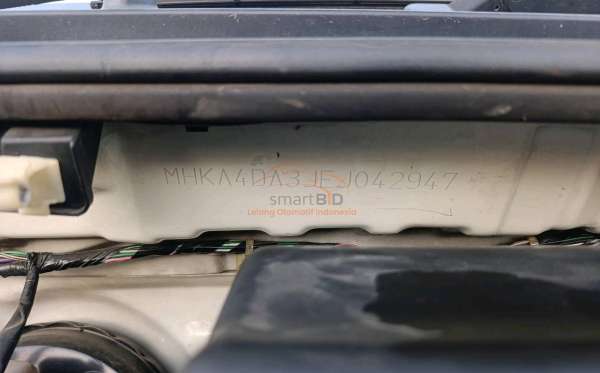 MHKA4DA3JEJ042947
smartBID
Lelang Otomotif Indonesia